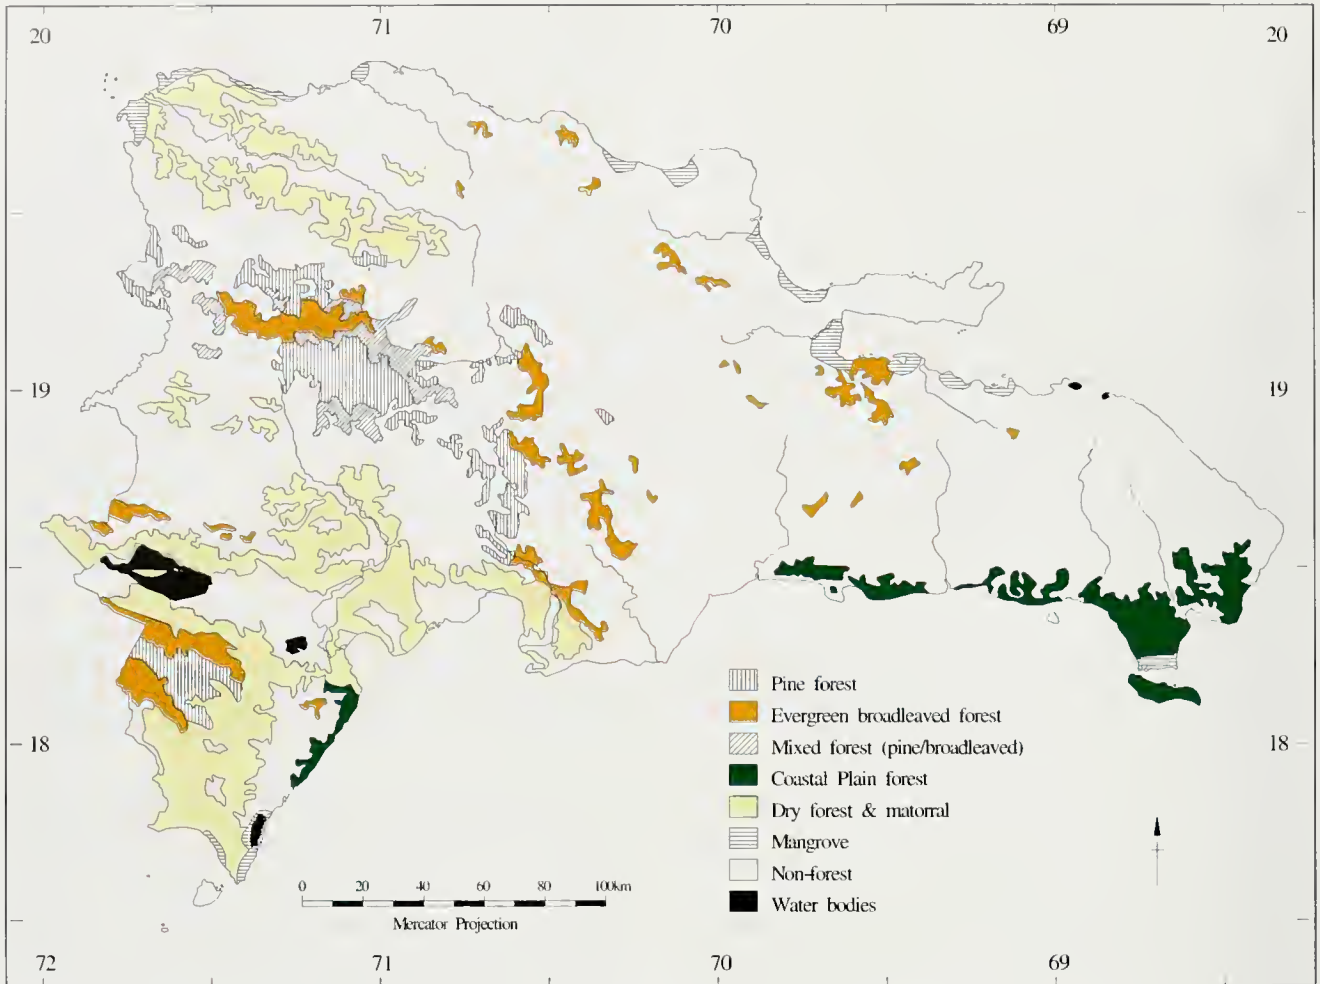 20 71 70 69 20
19 19
18 18
Pine forest
Evergreen broadleaved forest
Mixed forest (pine/broadleaved)
Coastal Plain forest
Dry forest & matorral
Mangrove
Non-forest
Water bodies
0 20 40 60 80 100km
Mercator Projection
72 71 70 69